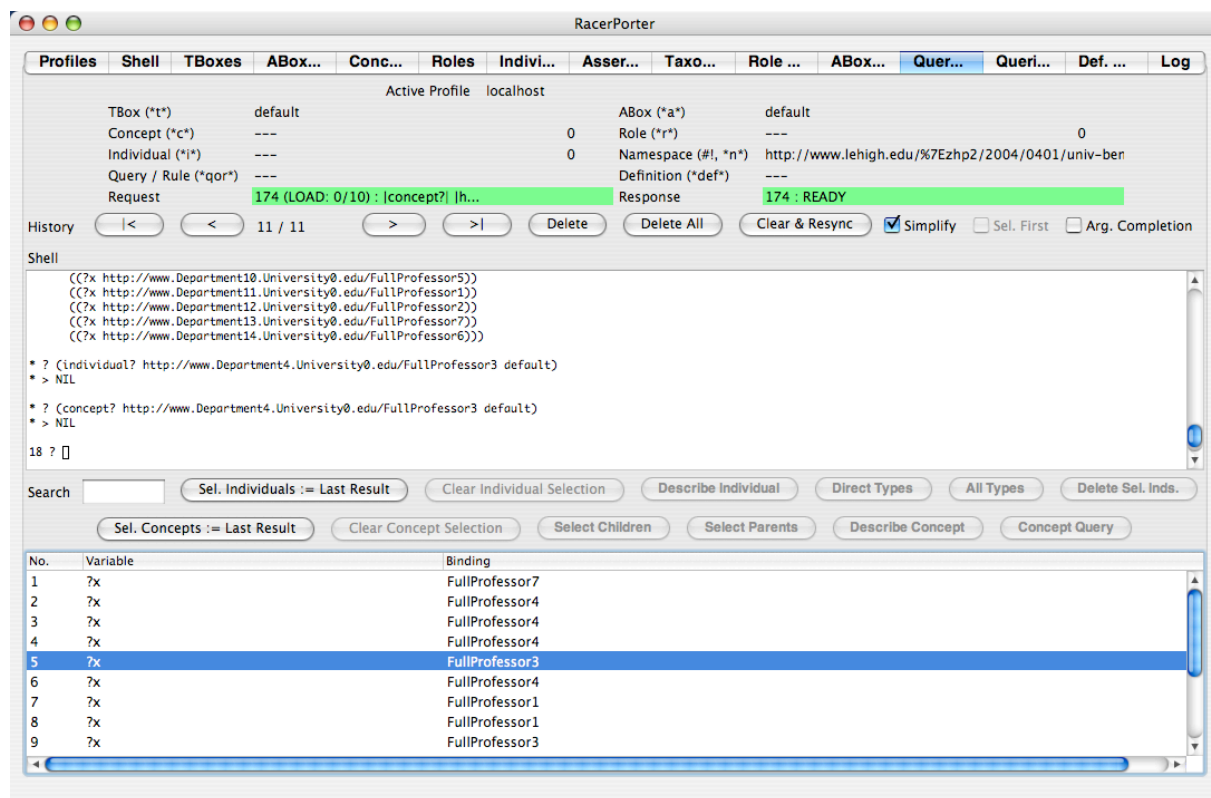 RacerPorter
Profiles Shell TBoxes ABox... Conc... Roles Indivi... Asser... Taxo... Role ... ABox... Quer... Queri... Def. ... Log
Active Profile localhost
TBox (*t*) default ABox (*a*) default
Concept (*c*) --- 0 Role (*r*) --- 0
Individual (*i*) --- 0 Namespace (#!, *n*) http://www.lehigh.edu/%7Ezhp2/2004/0401/univ-ben
Query / Rule (*qor*) --- Definition (*def*) ---
Request 174 (LOAD: 0/10) : |concept?| |h... Response 174 : READY
History |< < 11 / 11 > >| Delete Delete All Clear & Resync Simplify Sel. First Arg. Completion
Shell
((?x http://www.Department10.University0.edu/FullProfessor5))
((?x http://www.Department11.University0.edu/FullProfessor1))
((?x http://www.Department12.University0.edu/FullProfessor2))
((?x http://www.Department13.University0.edu/FullProfessor7))
((?x http://www.Department14.University0.edu/FullProfessor6)))
* ? (individual? http://www.Department4.University0.edu/FullProfessor3 default)
* > NIL
* ? (concept? http://www.Department4.University0.edu/FullProfessor3 default)
* > NIL
18 ?
Search Sel. Individuals := Last Result Clear Individual Selection Describe Individual Direct Types All Types Delete Sel. Inds.
Sel. Concepts := Last Result Clear Concept Selection Select Children Select Parents Describe Concept Concept Query
No. Variable Binding
1 ?x FullProfessor7
2 ?x FullProfessor4
3 ?x FullProfessor4
4 ?x FullProfessor4
5 ?x FullProfessor3
6 ?x FullProfessor4
7 ?x FullProfessor1
8 ?x FullProfessor1
9 ?x FullProfessor3